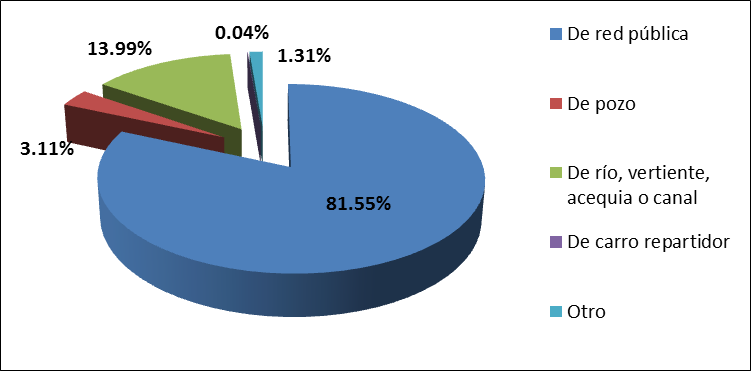 0.04%
13.99%
1.31%
3.11%
81.55%
De red pública
De pozo
De río, vertiente,
acequia o canal
De carro repartidor
Otro